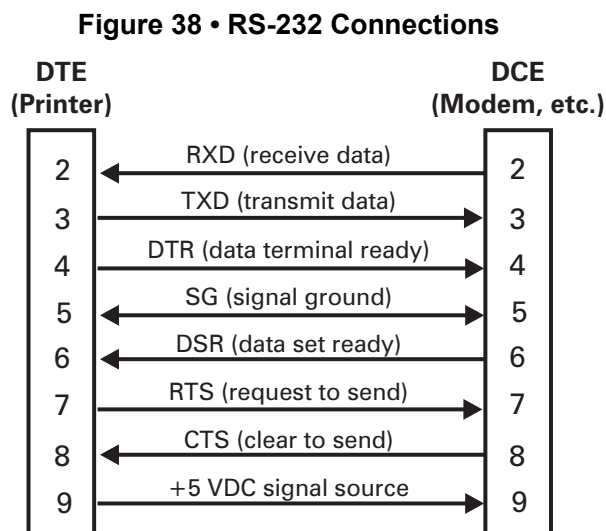 Figure 38 • RS-232 Connections
DTE
(Printer)
DCE
(Modem, etc.)
2 RXD (receive data) 2
3 TXD (transmit data) 3
4 DTR (data terminal ready) 4
5 SG (signal ground) 5
6 DSR (data set ready) 6
7 RTS (request to send) 7
8 CTS (clear to send) 8
9 +5 VDC signal source 9